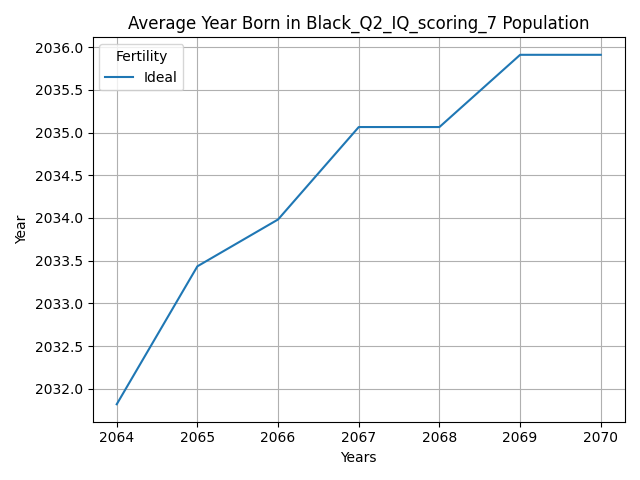 Average Year Born in Black_Q2_IQ_scoring_7 Population
Fertility
Ideal
2036.0
2035.5
2035.0
2034.5
2034.0
2033.5
2033.0
2032.5
2032.0
Year
2064 2065 2066 2067 2068 2069 2070
Years